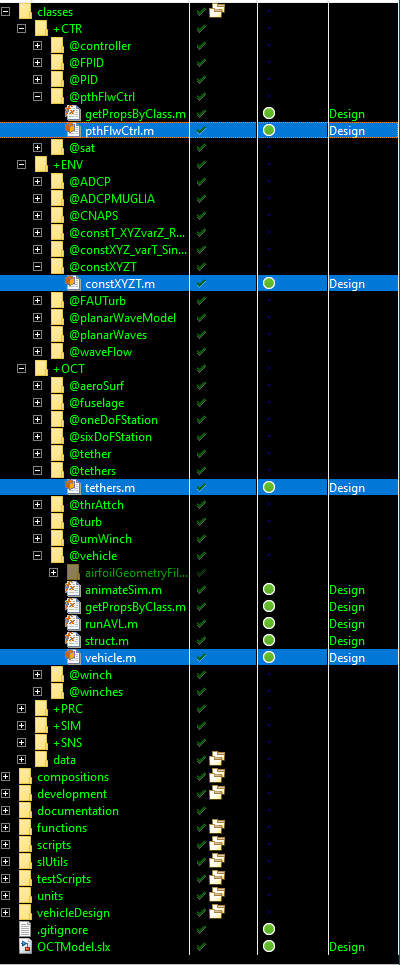 classes
+CTR
@controller
@FPID
@PID
@pthFlwCtrl
getPropsByClass.m Design
pthFlwCtrl.m Design
@sat
+ENV
@ADCP
@ADCPMUGLIA
@CNAPS
@constT_XYZvarZ_R...
@constXYZ_varT_Sin...
@constXYZT
constXYZT.m Design
@FAUTurb
@planarWaveModel
@planarWaves
@waveFlow
+OCT
@aeroSurf
@fuselage
@oneDoFStation
@sixDoFStation
@tether
@tethers
tethers.m Design
@thrAttch
@turb
@umWinch
@vehicle
airfoilGeometryFil...
animateSim.m Design
getPropsByClass.m Design
runAVL.m Design
struct.m Design
vehicle.m Design
@winch
@winches
+PRC
+SIM
+SNS
data
compositions
development
documentation
functions
scripts
slUtils
testScripts
units
vehicleDesign
.gitignore
OCTModel.slx Design